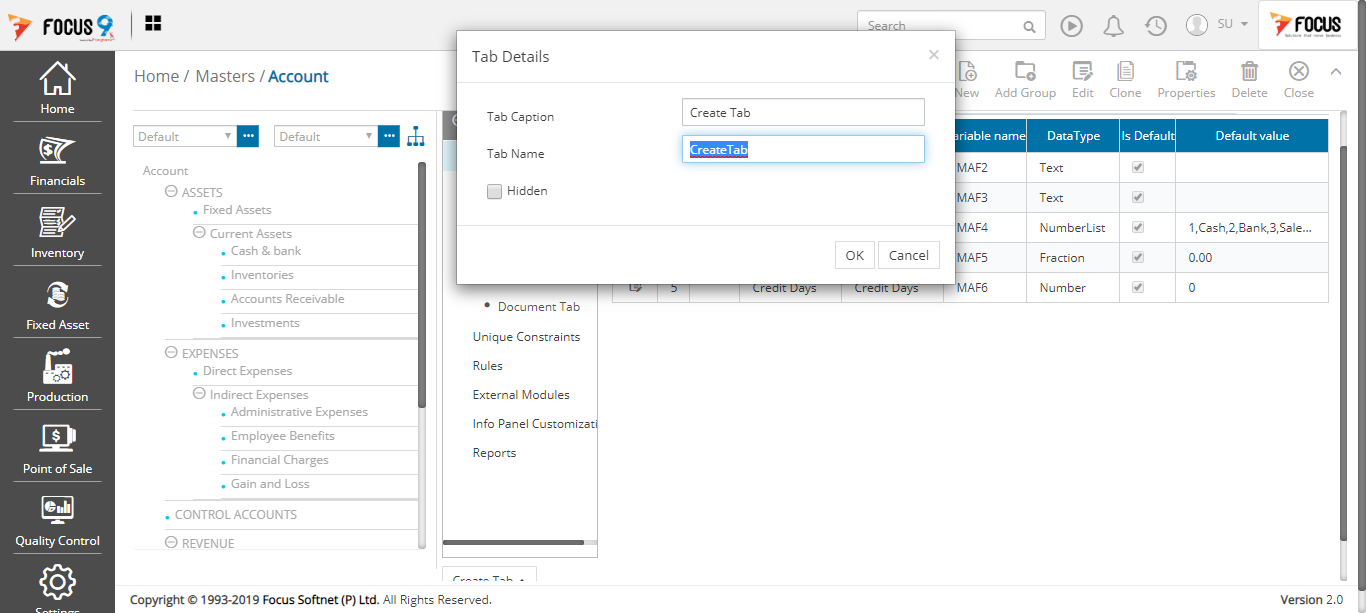 FOCUS 9
Search
SU
FOCUS
Home
Financials
Inventory
Fixed Asset
Production
Point of Sale
Quality Control
Settings
Home / Masters / Account
New
Add Group
Edit
Clone
Properties
Delete
Close
Default
Default
Account
ASSETS
Fixed Assets
Current Assets
Cash & bank
Inventories
Accounts Receivable
Investments
EXPENSES
Direct Expenses
Indirect Expenses
Administrative Expenses
Employee Benefits
Financial Charges
Gain and Loss
CONTROL ACCOUNTS
REVENUE
Tab Details
Tab Caption
Create Tab
Tab Name
CreateTab
Hidden
OK
Cancel
Document Tab
Unique Constraints
Rules
External Modules
Info Panel Customizati
Reports
Create Tab
ariable name DataType Is Default Default value
MAF2 Text
MAF3 Text
MAF4 NumberList 1,Cash,2,Bank,3,Sale...
MAF5 Fraction 0.00
5 Credit Days Credit Days MAF6 Number 0
Copyright © 1993-2019 Focus Softnet (P) Ltd. All Rights Reserved.
Version 2.0